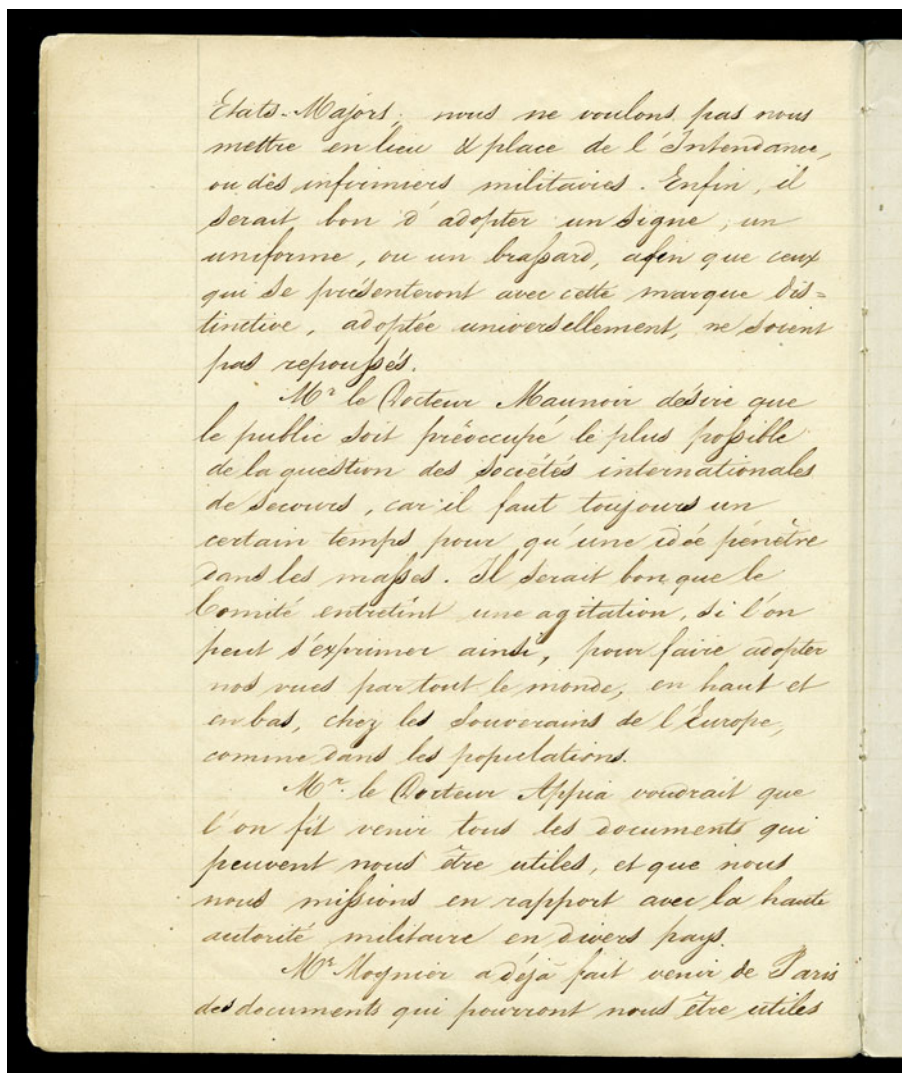 Etats-Majors; nous ne voulons pas nous
mettre en lieu & place de l'Intendance,
ou des infirmiers militaires. Enfin, il
serait bon d'adopter un signe, un
uniforme, ou un brassard, afin que ceux
qui se présenteront avec cette marque dis=
tinctive, adoptée universellement, ne soient
pas repoussés.
Mr le Docteur Maunoir désire que
le public soit préoccupé le plus possible
de la question des sociétés internationales
de secours, car il faut toujours un
certain temps pour qu'une idée pénètre
dans les masses. Il serait bon que le
Comité entretînt une agitation, si l'on
peut s'exprimer ainsi, pour faire adopter
nos vues par tout le monde, en haut et
en bas, chez les Souverains de l'Europe,
comme dans les populations.
Mr. le Docteur Appia voudrait que
l'on fit venir tous les documents qui
peuvent nous être utiles, et que nous
nous missions en rapport avec la haute
autorité militaire en divers pays.
Mr Moynier a déjà fait venir de Paris
des documents qui pourront nous être utiles